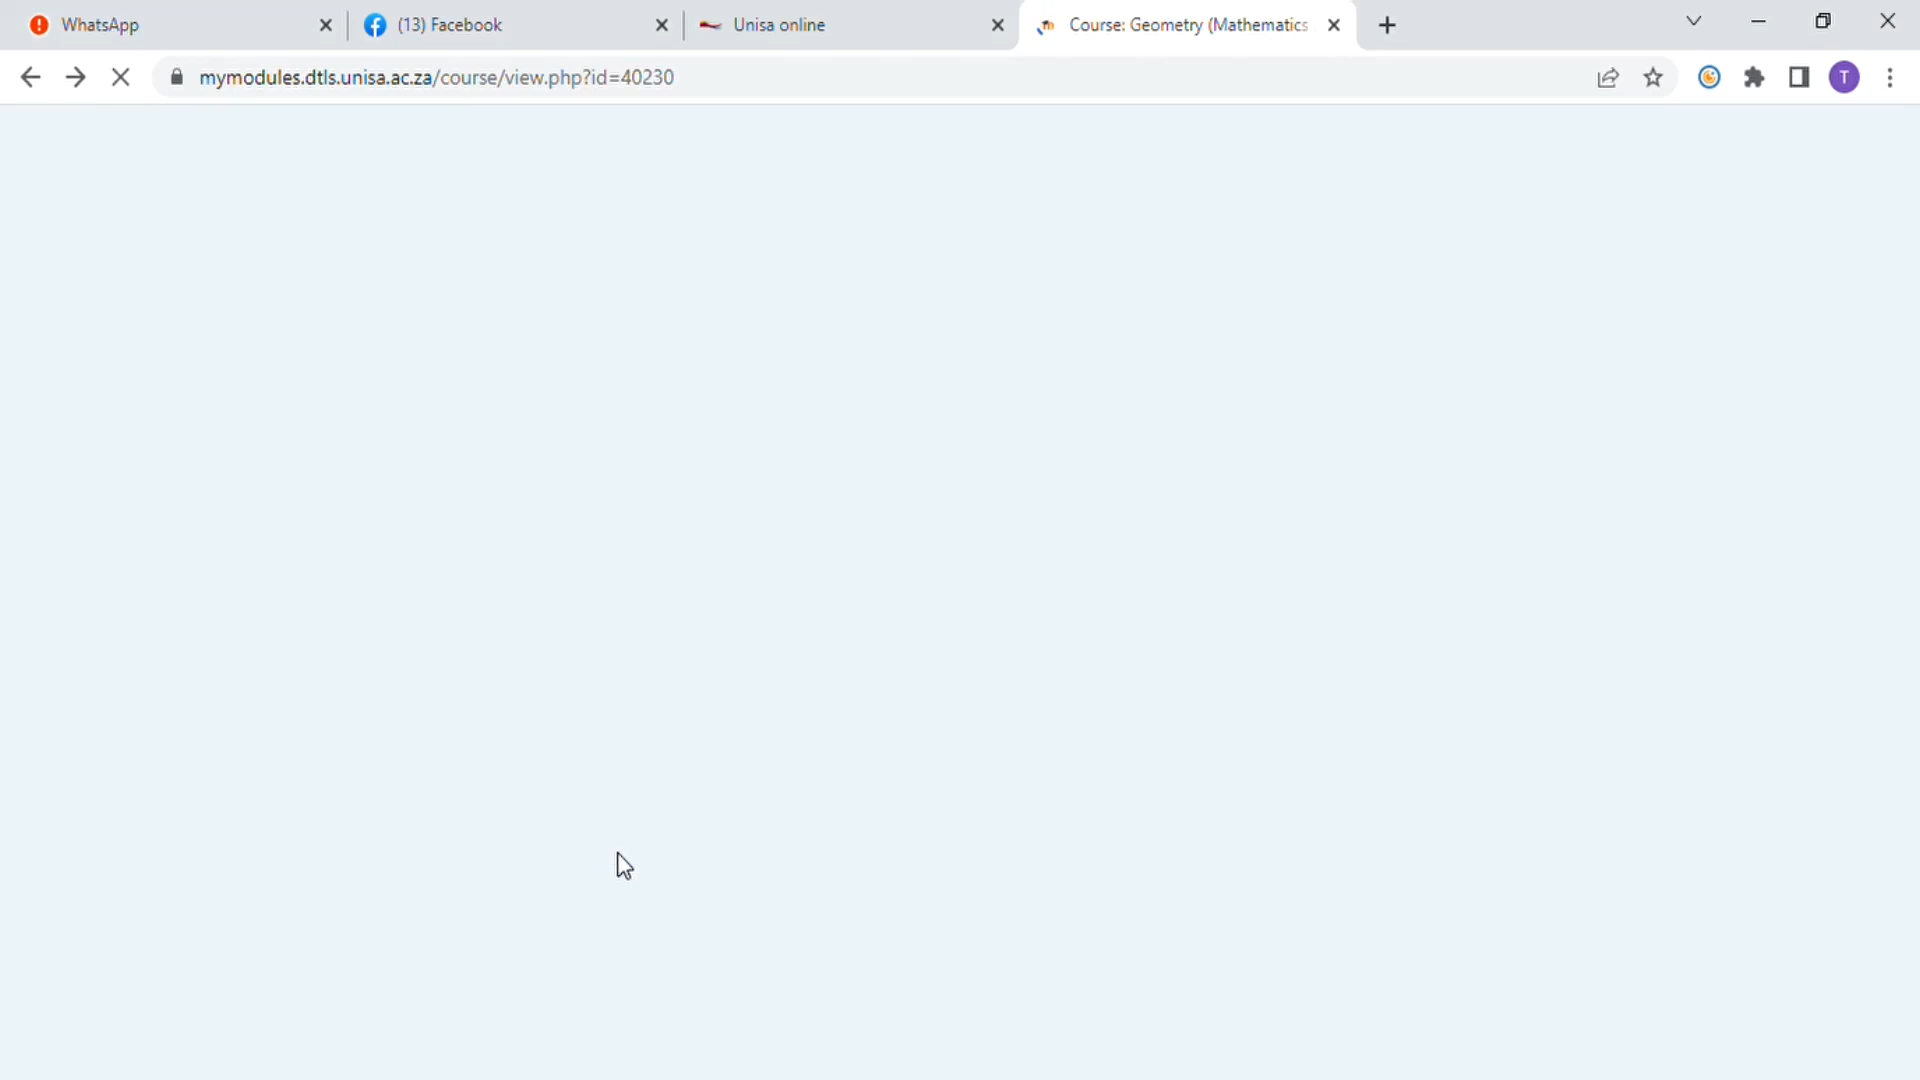 WhatsApp
(13) Facebook
Unisa online
Course: Geometry (Mathematics
mymodules.dtls.unisa.ac.za/course/view.php?id=40230
T